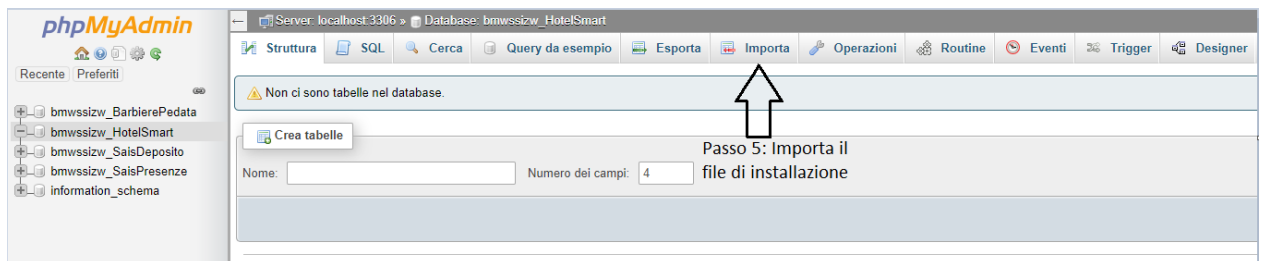 phpMyAdmin
Recente Preferiti
bmwssizw_BarbierePedata
bmwssizw_HotelSmart
bmwssizw_SaisDeposito
bmwssizw_SaisPresenze
information_schema
Server: localhost:3306 » Database: bmwssizw_HotelSmart
Struttura SQL Cerca Query da esempio Esporta Importa Operazioni Routine Eventi Trigger Designer
Non ci sono tabelle nel database.
Crea tabelle
Nome: Numero dei campi: 4
Passo 5: Importa il
file di installazione